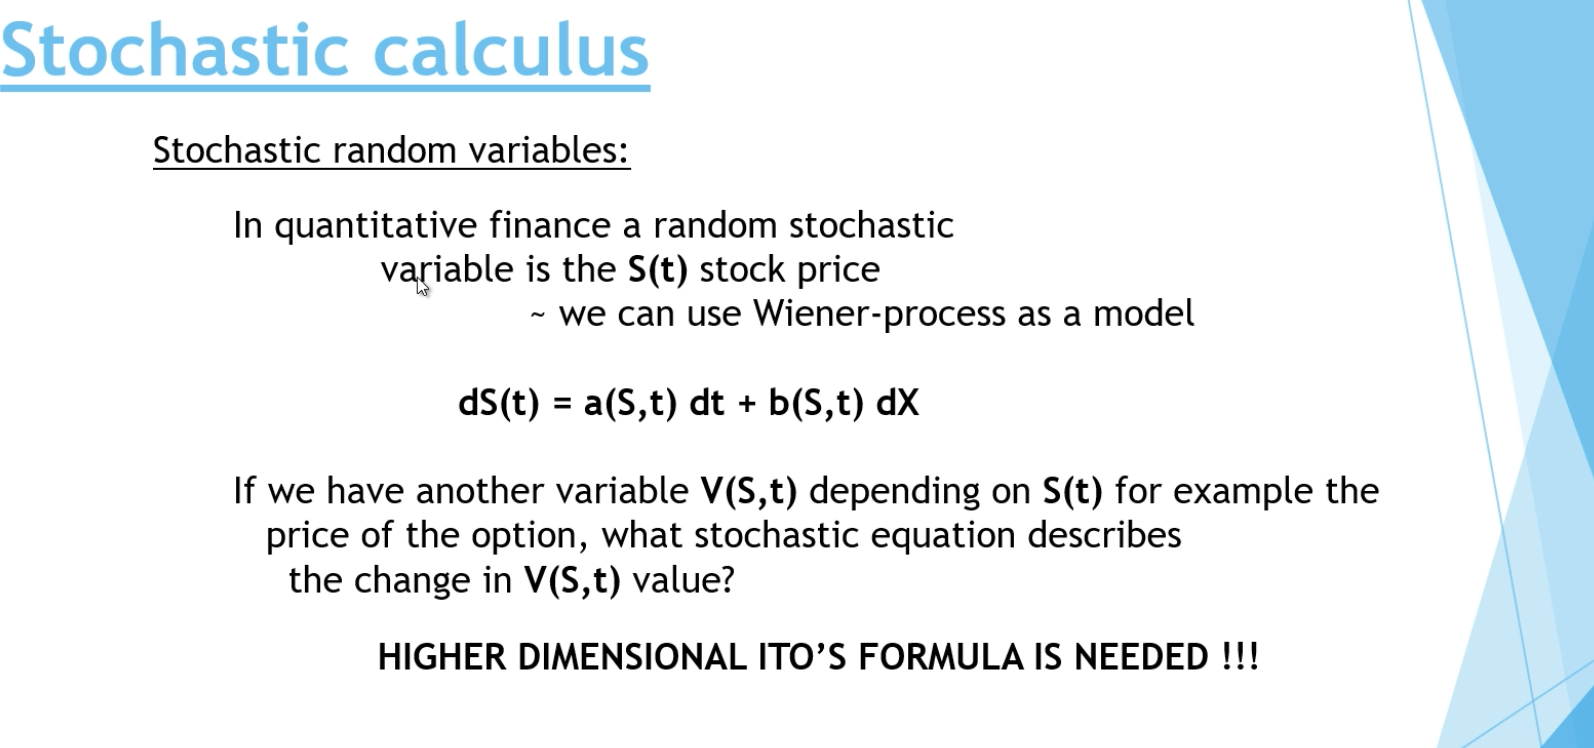 Stochastic calculus
Stochastic random variables:
In quantitative finance a random stochastic
variable is the S(t) stock price
~ we can use Wiener-process as a model
dS(t) = a(S,t) dt + b(S,t) dX
If we have another variable V(S,t) depending on S(t) for example the
price of the option, what stochastic equation describes
the change in V(S,t) value?
HIGHER DIMENSIONAL ITO’S FORMULA IS NEEDED !!!